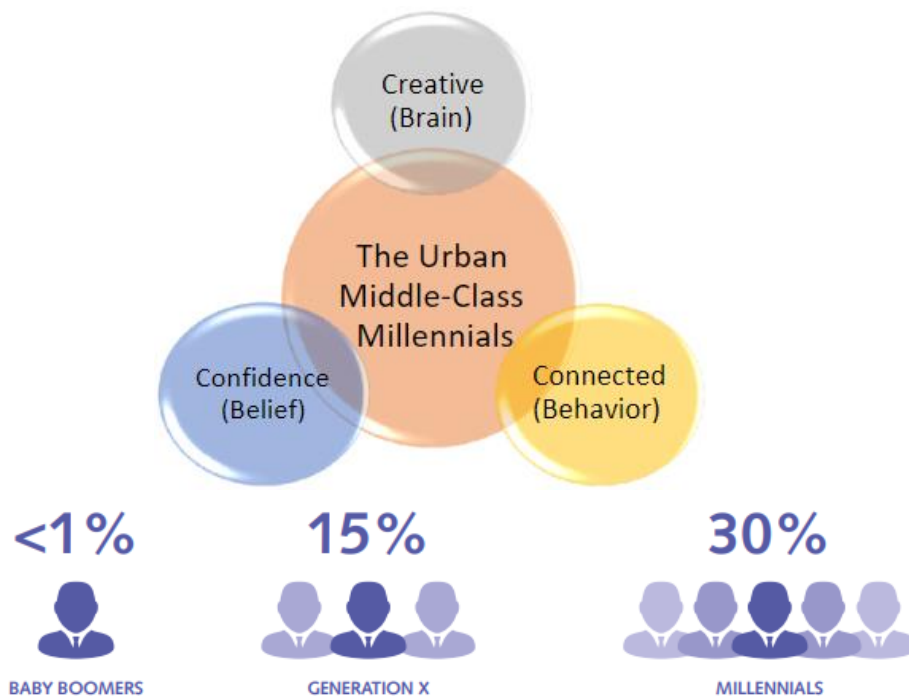 Creative
(Brain)
The Urban
Middle-Class
Millennials
Confidence
(Belief)
Connected
(Behavior)
<1%
15%
30%
BABY BOOMERS
GENERATION X
MILLENNIALS